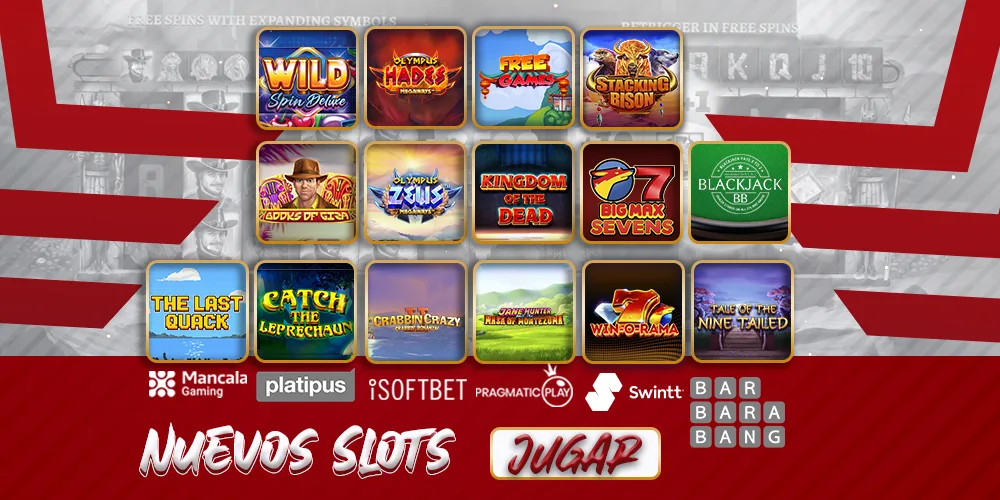 FREE SPINS WITH EXPANDING SYMBOLS
RETRIGGER IN FREE SPINS
WILD
Spin Deluxe
OLYMPUS
HADES
MEGAWAYS
FREE
GAMES
STACKING
BISON
BOOKS OF GIZA
OLYMPUS
ZEUS
MEGAWAYS
KINGDOM
OF THE
DEAD
7
BIG MAX
SEVENS
BLACKJACK
BB
THE LAST
QUACK
CATCH
THE
LEPRECHAUN
CRABBIN' CRAZY
JANE HUNTER
MASK OF MONTEZUMA
7
WIN-O-RAMA
TALE OF THE
NINE TAILED
Mancala
Gaming
platipus
iSOFTBET
PRAGMATIC PLAY
Swintt
BAR
BARA
BANG
NUEVOS SLOTS
JUGAR